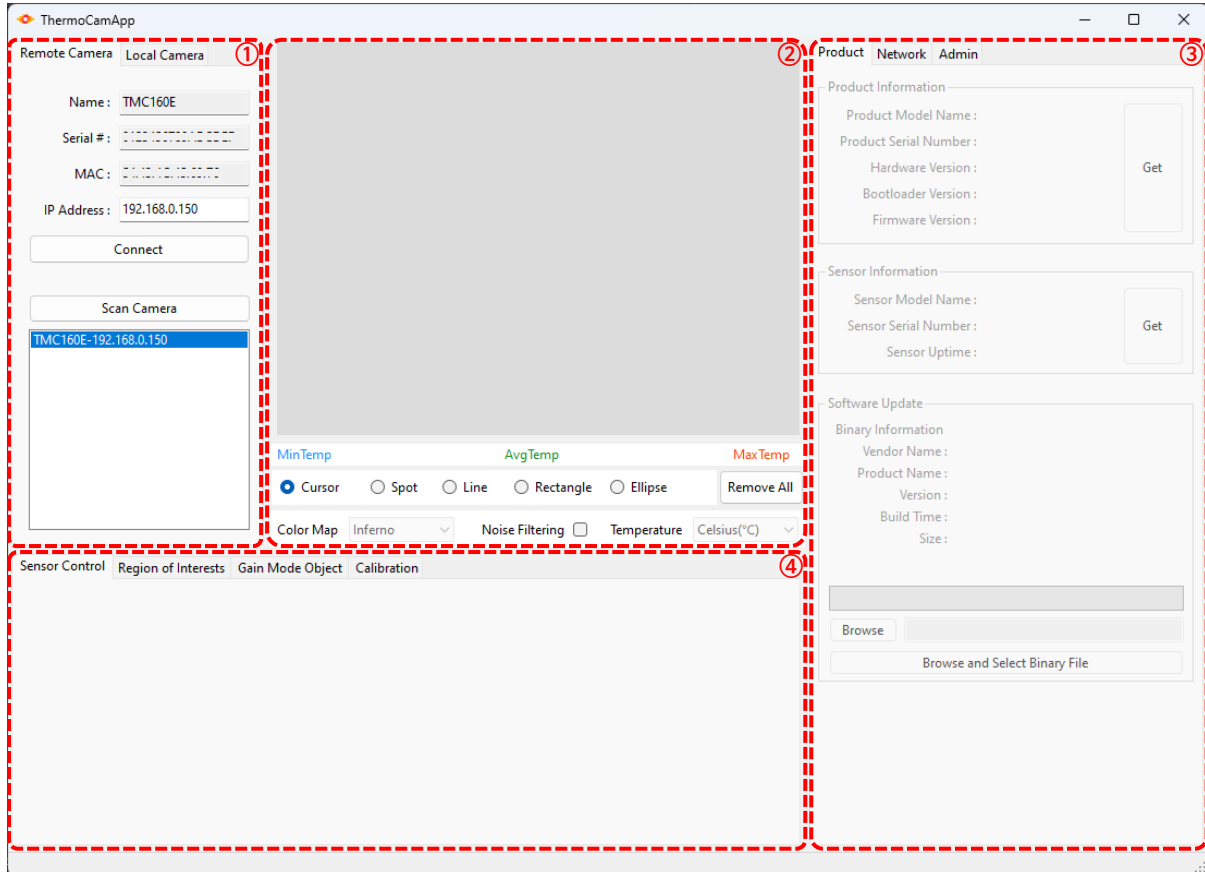 ThermoCamApp
Remote Camera Local Camera ①
Name : TMC160E
Serial # :
MAC :
IP Address : 192.168.0.150
Connect
Scan Camera
TMC160E-192.168.0.150
②
MinTemp AvgTemp MaxTemp
Cursor Spot Line Rectangle Ellipse Remove All
Color Map Inferno Noise Filtering Temperature Celsius(°C)
Product Network Admin ③
Product Information
Product Model Name :
Product Serial Number :
Hardware Version :
Bootloader Version :
Firmware Version :
Get
Sensor Information
Sensor Model Name :
Sensor Serial Number :
Sensor Uptime :
Get
Software Update
Binary Information
Vendor Name :
Product Name :
Version :
Build Time :
Size :
Browse
Browse and Select Binary File
Sensor Control Region of Interests Gain Mode Object Calibration ④